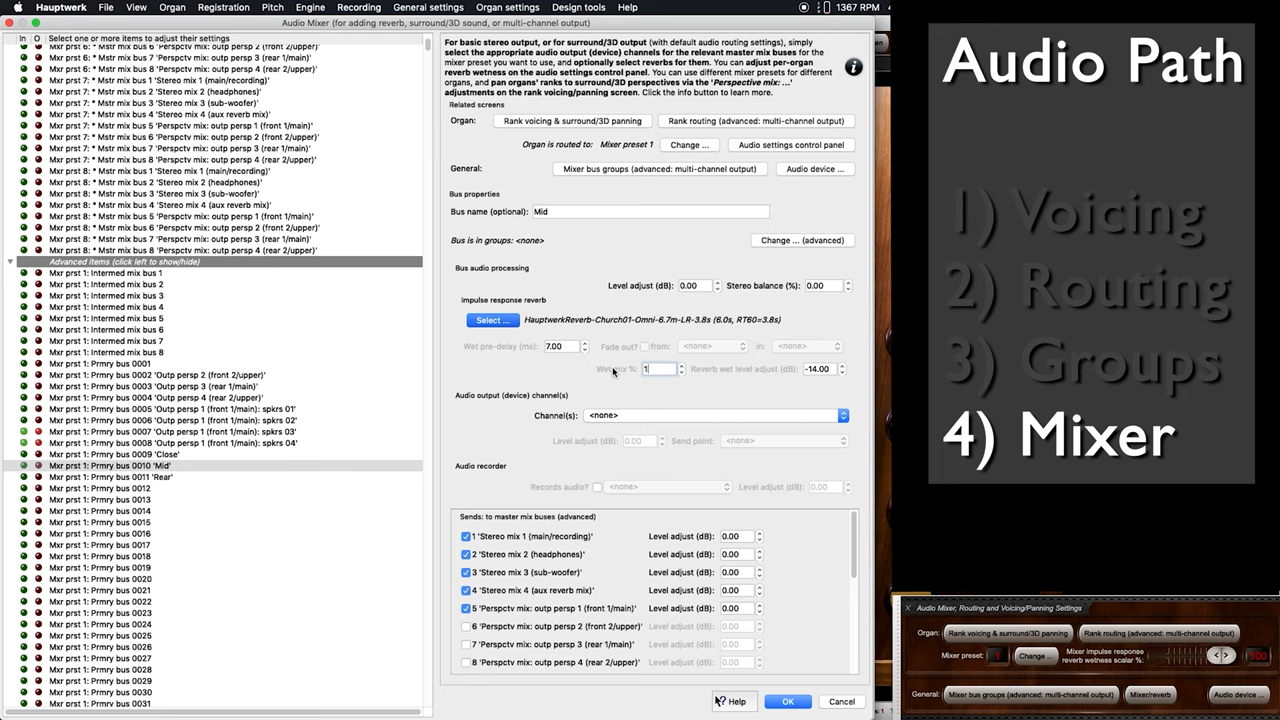 Hauptwerk File Edit Organ Registration Pitch Engine Recording General settings Organ settings Design tools Help 1367 RPM
Audio Mixer (for adding reverb, surround/3D sound, or multi-channel output)
In O Select one or more items to adjust their settings
Mxr prst 6: * Mstr mix bus 6 'Perspctv mix: outp persp 2 (front 2/upper)'
Mxr prst 6: * Mstr mix bus 7 'Perspctv mix: outp persp 3 (rear 1/main)'
Mxr prst 6: * Mstr mix bus 8 'Perspctv mix: outp persp 4 (rear 2/upper)'
Mxr prst 7: * Mstr mix bus 1 'Stereo mix 1 (main/recording)'
Mxr prst 7: * Mstr mix bus 2 'Stereo mix 2 (headphones)'
Mxr prst 7: * Mstr mix bus 3 'Stereo mix 3 (sub-woofer)'
Mxr prst 7: * Mstr mix bus 4 'Stereo mix 4 (aux reverb mix)'
Mxr prst 7: * Mstr mix bus 5 'Perspctv mix: outp persp 1 (front 1/main)'
Mxr prst 7: * Mstr mix bus 6 'Perspctv mix: outp persp 2 (front 2/upper)'
Mxr prst 7: * Mstr mix bus 7 'Perspctv mix: outp persp 3 (rear 1/main)'
Mxr prst 7: * Mstr mix bus 8 'Perspctv mix: outp persp 4 (rear 2/upper)'
Mxr prst 8: * Mstr mix bus 1 'Stereo mix 1 (main/recording)'
Mxr prst 8: * Mstr mix bus 2 'Stereo mix 2 (headphones)'
Mxr prst 8: * Mstr mix bus 3 'Stereo mix 3 (sub-woofer)'
Mxr prst 8: * Mstr mix bus 4 'Stereo mix 4 (aux reverb mix)'
Mxr prst 8: * Mstr mix bus 5 'Perspctv mix: outp persp 1 (front 1/main)'
Mxr prst 8: * Mstr mix bus 6 'Perspctv mix: outp persp 2 (front 2/upper)'
Mxr prst 8: * Mstr mix bus 7 'Perspctv mix: outp persp 3 (rear 1/main)'
Mxr prst 8: * Mstr mix bus 8 'Perspctv mix: outp persp 4 (rear 2/upper)'
Advanced items (click left to show/hide)
Mxr prst 1: Intermed mix bus 1
Mxr prst 1: Intermed mix bus 2
Mxr prst 1: Intermed mix bus 3
Mxr prst 1: Intermed mix bus 4
Mxr prst 1: Intermed mix bus 5
Mxr prst 1: Intermed mix bus 6
Mxr prst 1: Intermed mix bus 7
Mxr prst 1: Intermed mix bus 8
Mxr prst 1: Prmry bus 0001
Mxr prst 1: Prmry bus 0002 'Outp persp 2 (front 2/upper)'
Mxr prst 1: Prmry bus 0003 'Outp persp 3 (rear 1/main)'
Mxr prst 1: Prmry bus 0004 'Outp persp 4 (rear 2/upper)'
Mxr prst 1: Prmry bus 0005 'Outp persp 1 (front 1/main): spkrs 01'
Mxr prst 1: Prmry bus 0006 'Outp persp 1 (front 1/main): spkrs 02'
Mxr prst 1: Prmry bus 0007 'Outp persp 1 (front 1/main): spkrs 03'
Mxr prst 1: Prmry bus 0008 'Outp persp 1 (front 1/main): spkrs 04'
Mxr prst 1: Prmry bus 0009 'Close'
Mxr prst 1: Prmry bus 0010 'Mid'
Mxr prst 1: Prmry bus 0011 'Rear'
Mxr prst 1: Prmry bus 0012
Mxr prst 1: Prmry bus 0013
Mxr prst 1: Prmry bus 0014
Mxr prst 1: Prmry bus 0015
Mxr prst 1: Prmry bus 0016
Mxr prst 1: Prmry bus 0017
Mxr prst 1: Prmry bus 0018
Mxr prst 1: Prmry bus 0019
Mxr prst 1: Prmry bus 0020
Mxr prst 1: Prmry bus 0021
Mxr prst 1: Prmry bus 0022
Mxr prst 1: Prmry bus 0023
Mxr prst 1: Prmry bus 0024
Mxr prst 1: Prmry bus 0025
Mxr prst 1: Prmry bus 0026
Mxr prst 1: Prmry bus 0027
Mxr prst 1: Prmry bus 0028
Mxr prst 1: Prmry bus 0029
Mxr prst 1: Prmry bus 0030
Mxr prst 1: Prmry bus 0031
For basic stereo output, or for surround/3D output (with default audio routing settings), simply
select the appropriate audio output (device) channels for the relevant master mix buses for the
mixer preset you want to use, and optionally select reverbs for them. You can adjust per-organ
reverb wetness on the audio settings control panel. You can use different mixer presets for different
organs, and pan organs' ranks to surround/3D perspectives via the 'Perspective mix: ...'
adjustments on the rank voicing/panning screen. Click the info button to learn more.
Related screens
Organ: Rank voicing & surround/3D panning Rank routing (advanced: multi-channel output)
Organ is routed to: Mixer preset 1 Change ... Audio settings control panel
General: Mixer bus groups (advanced: multi-channel output) Audio device ...
Bus properties
Bus name (optional): Mid
Bus is in groups: <none> Change ... (advanced)
Bus audio processing
Level adjust (dB): 0.00 Stereo balance (%): 0.00
Impulse response reverb
Select ... HauptwerkReverb-Church01-Omni-6.7m-LR-3.8s (6.0s, RT60=3.8s)
Wet pre-delay (ms): 7.00 Fade out? from: <none> in: <none>
Wet mix %: 1 Reverb wet level adjust (dB): -14.00
Audio output (device) channel(s)
Channel(s): <none>
Level adjust (dB): 0.00 Send point: <none>
Audio recorder
Records audio? <none> Level adjust (dB): 0.00
Sends: to master mix buses (advanced)
1 'Stereo mix 1 (main/recording)' Level adjust (dB): 0.00
2 'Stereo mix 2 (headphones)' Level adjust (dB): 0.00
3 'Stereo mix 3 (sub-woofer)' Level adjust (dB): 0.00
4 'Stereo mix 4 (aux reverb mix)' Level adjust (dB): 0.00
5 'Perspctv mix: outp persp 1 (front 1/main)' Level adjust (dB): 0.00
6 'Perspctv mix: outp persp 2 (front 2/upper)' Level adjust (dB): 0.00
7 'Perspctv mix: outp persp 3 (rear 1/main)' Level adjust (dB): 0.00
8 'Perspctv mix: outp persp 4 (rear 2/upper)' Level adjust (dB): 0.00
Help OK Cancel
Audio Path
1) Voicing
2) Routing
3) Groups
4) Mixer
Audio Mixer, Routing and Voicing/Panning Settings
Organ: Rank voicing & surround/3D panning Rank routing (advanced: multi-channel output)
Mixer preset: 1 Change ... Mixer impulse response
reverb wetness scalar %: 100
General: Mixer bus groups (advanced: multi-channel output) Mixer/reverb Audio device ...